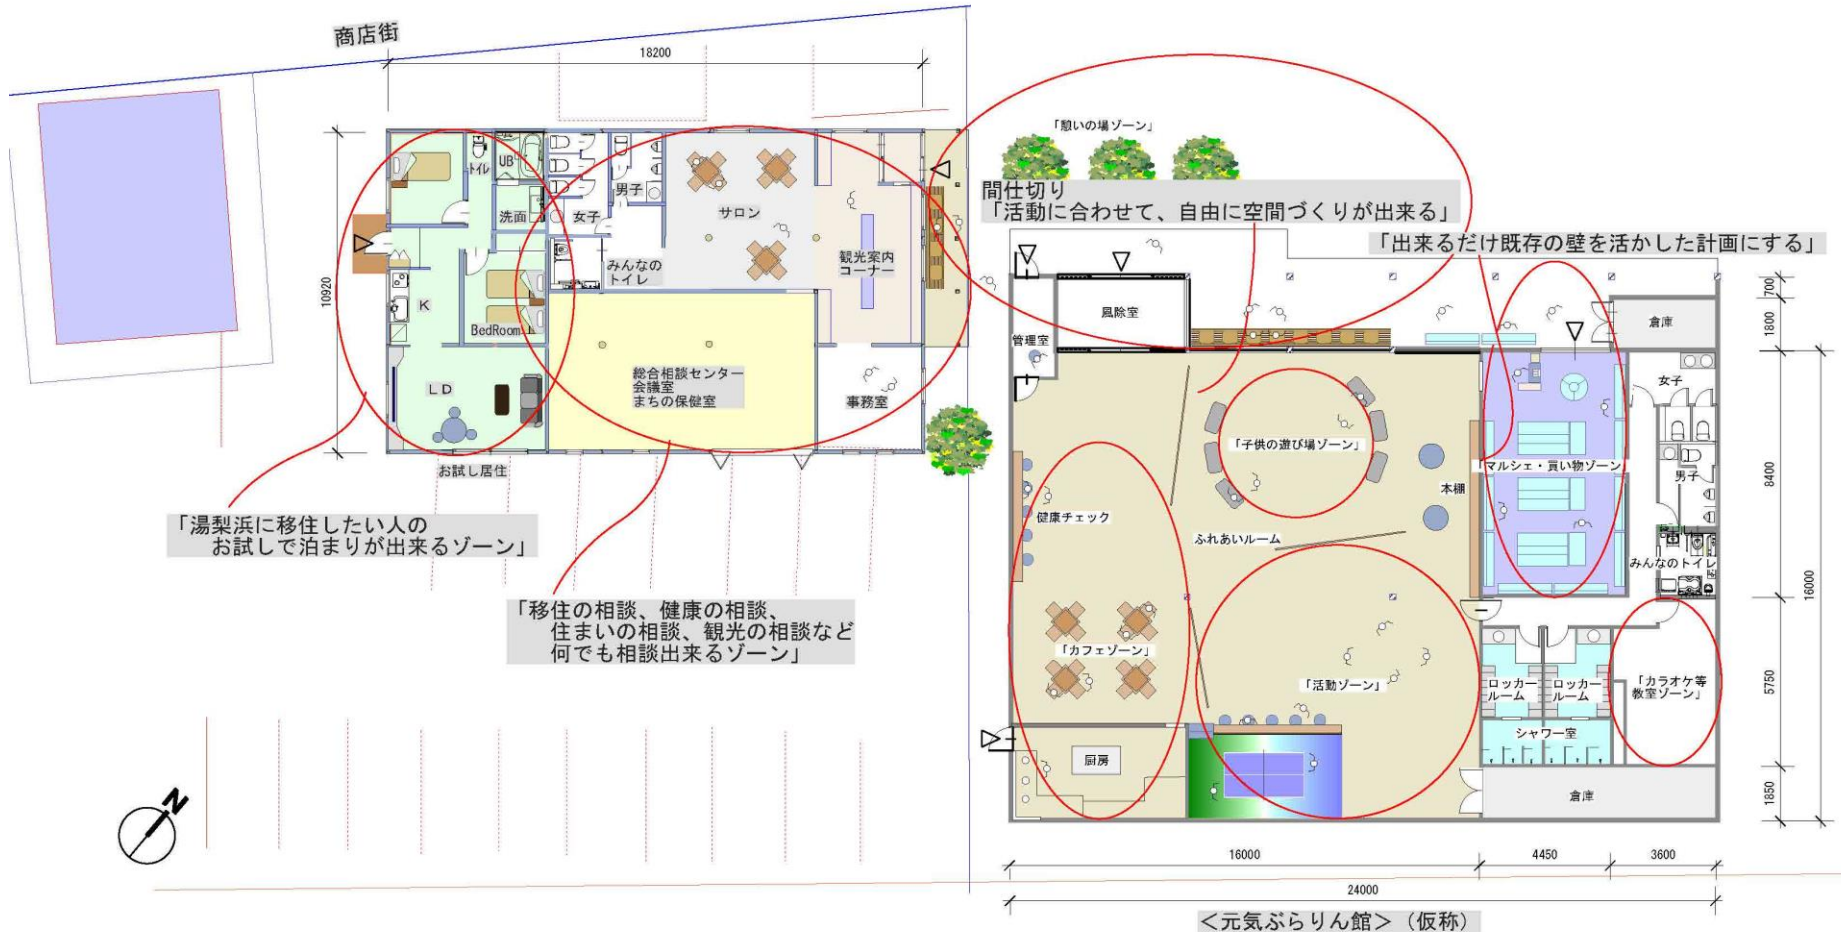 商店街
18200
10920
トイレ
UB
洗面
女子
男子
サロン
みんなの
トイレ
観光案内
コーナー
K
BedRoom
LD
総合相談センター
会議室
まちの保健室
事務室
お試し居住
「湯梨浜に移住したい人の
お試しで泊まりが出来るゾーン」
「移住の相談、健康の相談、
住まいの相談、観光の相談など
何でも相談出来るゾーン」
N
「憩いの場ゾーン」
間仕切り
「活動に合わせて、自由に空間づくりが出来る」
「出来るだけ既存の壁を活かした計画にする」
風除室
管理室
倉庫
女子
男子
みんなのトイレ
「子供の遊び場ゾーン」
「マルシェ・買い物ゾーン
本棚
健康チェック
ふれあいルーム
「カフェゾーン」
「活動ゾーン」
ロッカー
ルーム
ロッカー
ルーム
「カラオケ等
教室ゾーン」
シャワー室
厨房
倉庫
700
1800
8400
16000
5750
1850
16000
4450
3600
24000
＜元気ぷらりん館＞（仮称）